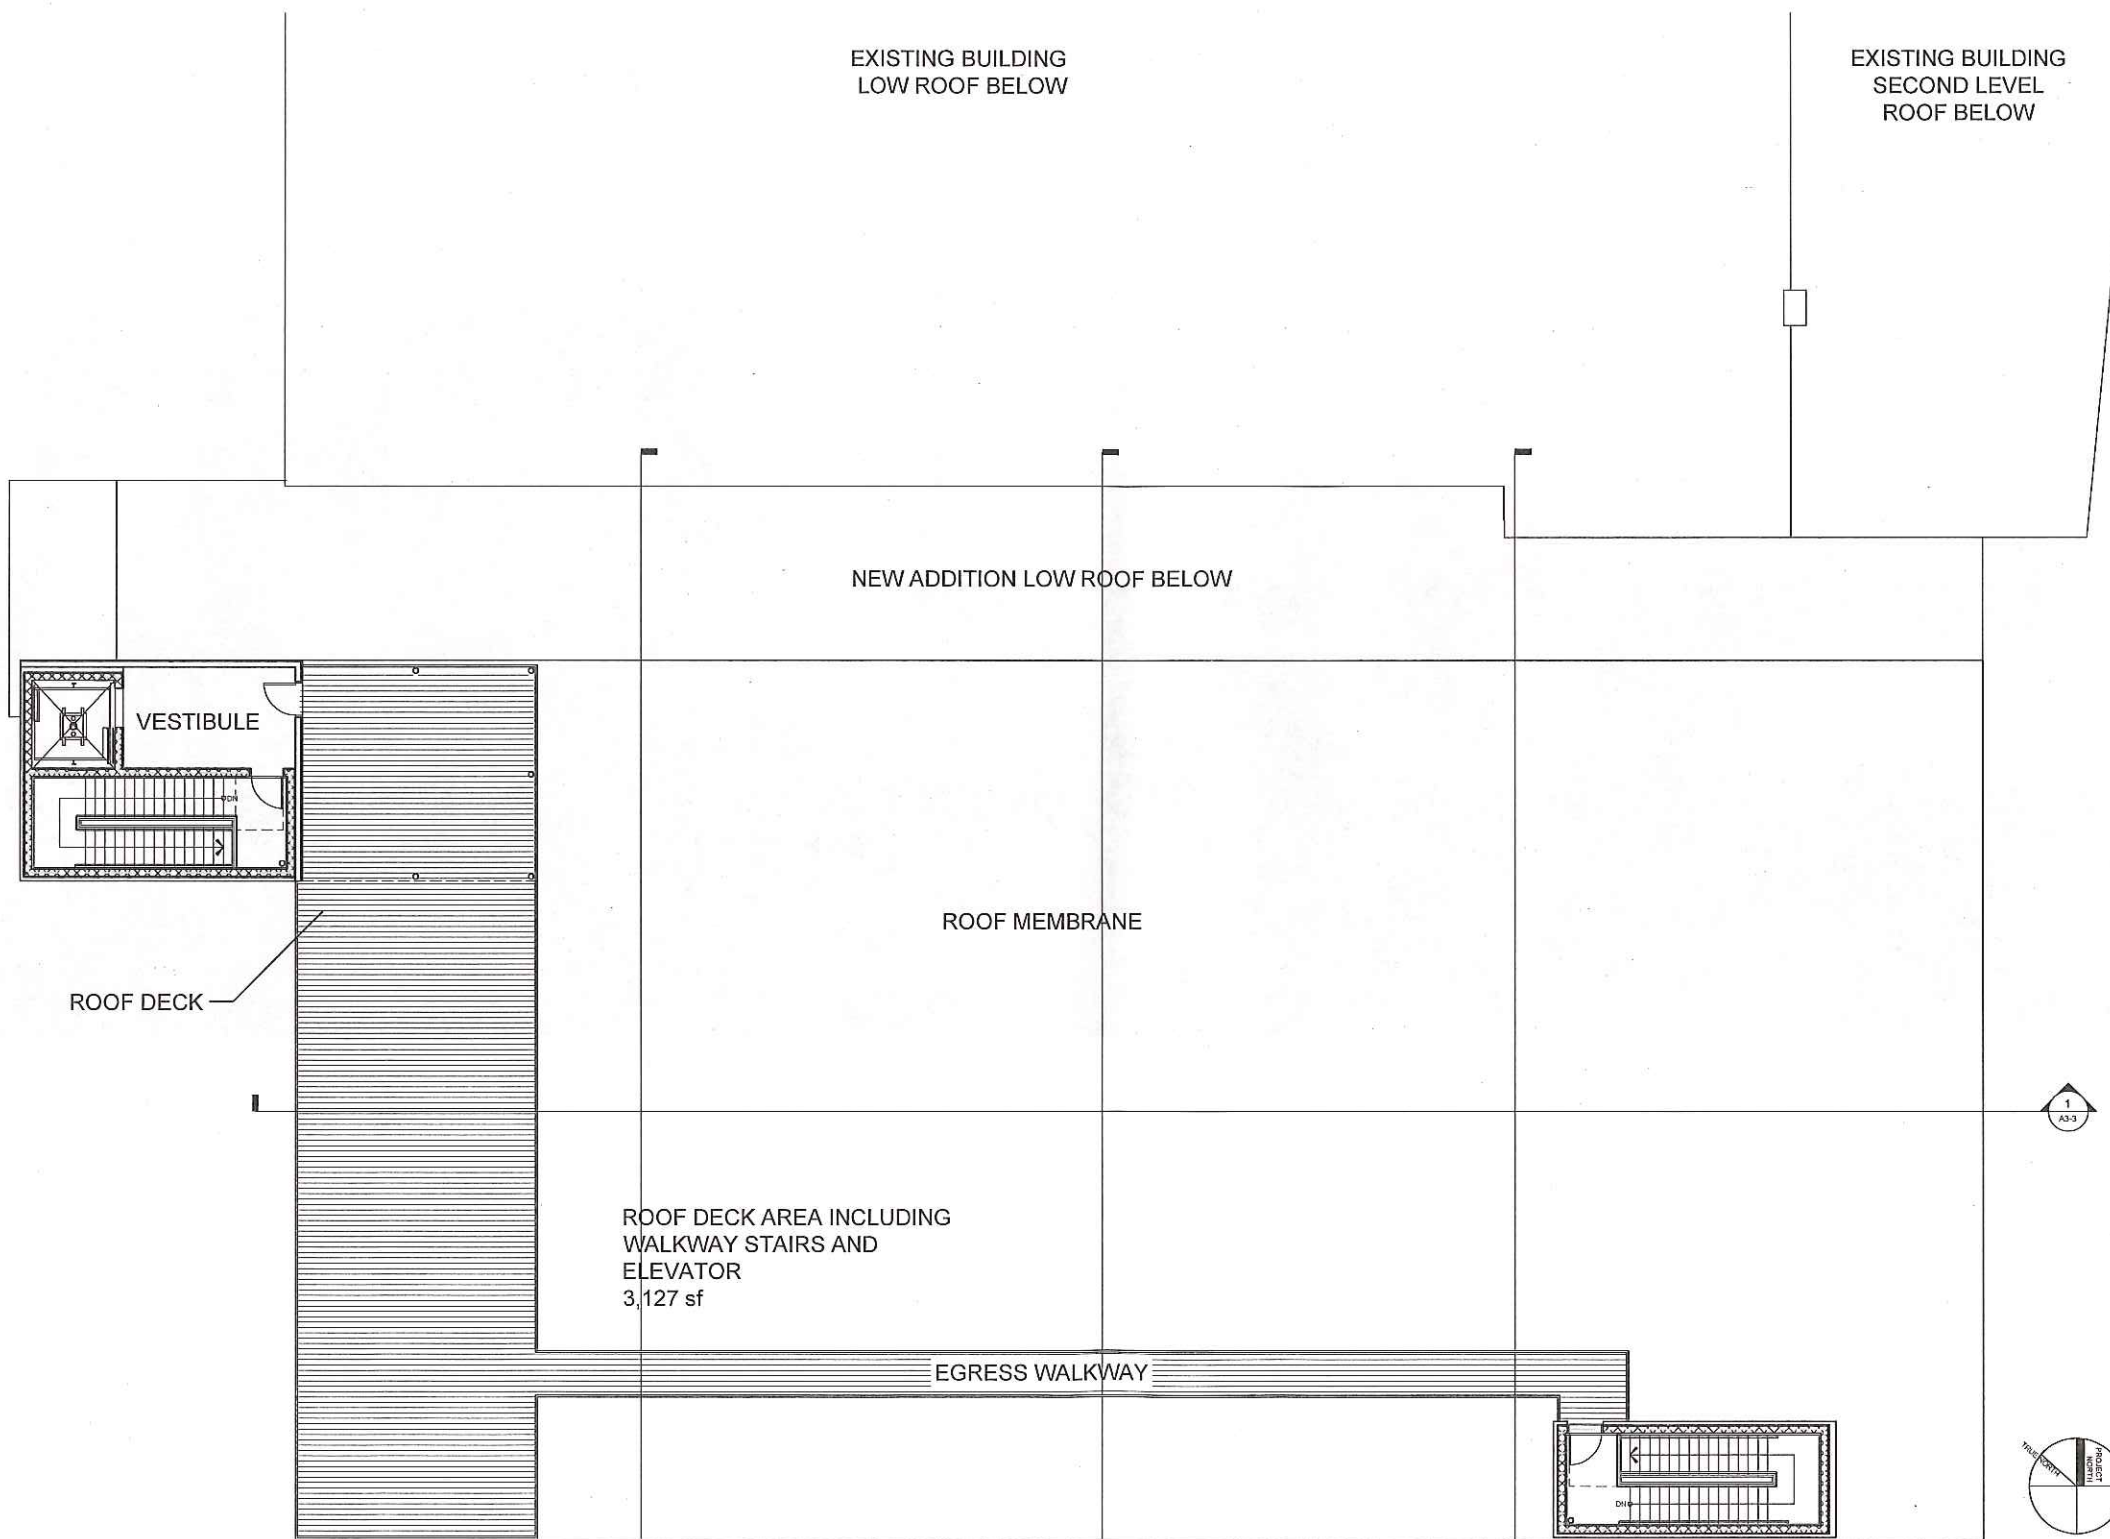 EXISTING BUILDING
LOW ROOF BELOW
EXISTING BUILDING
SECOND LEVEL
ROOF BELOW
NEW ADDITION LOW ROOF BELOW
VESTIBULE
DN
ROOF MEMBRANE
ROOF DECK
1
A3-3
ROOF DECK AREA INCLUDING
WALKWAY STAIRS AND
ELEVATOR
3,127 sf
EGRESS WALKWAY
DN
TRUE NORTH
PROJECT
NORTH